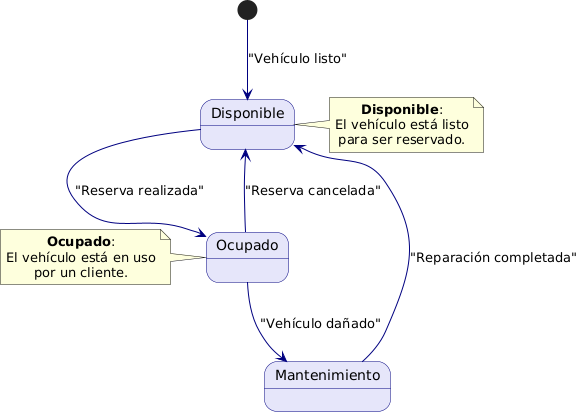 "Vehículo listo"
Disponible
Disponible:
El vehículo está listo
para ser reservado.
"Reserva realizada"
"Reserva cancelada"
Ocupado
Ocupado:
El vehículo está en uso
por un cliente.
"Reparación completada"
"Vehículo dañado"
Mantenimiento